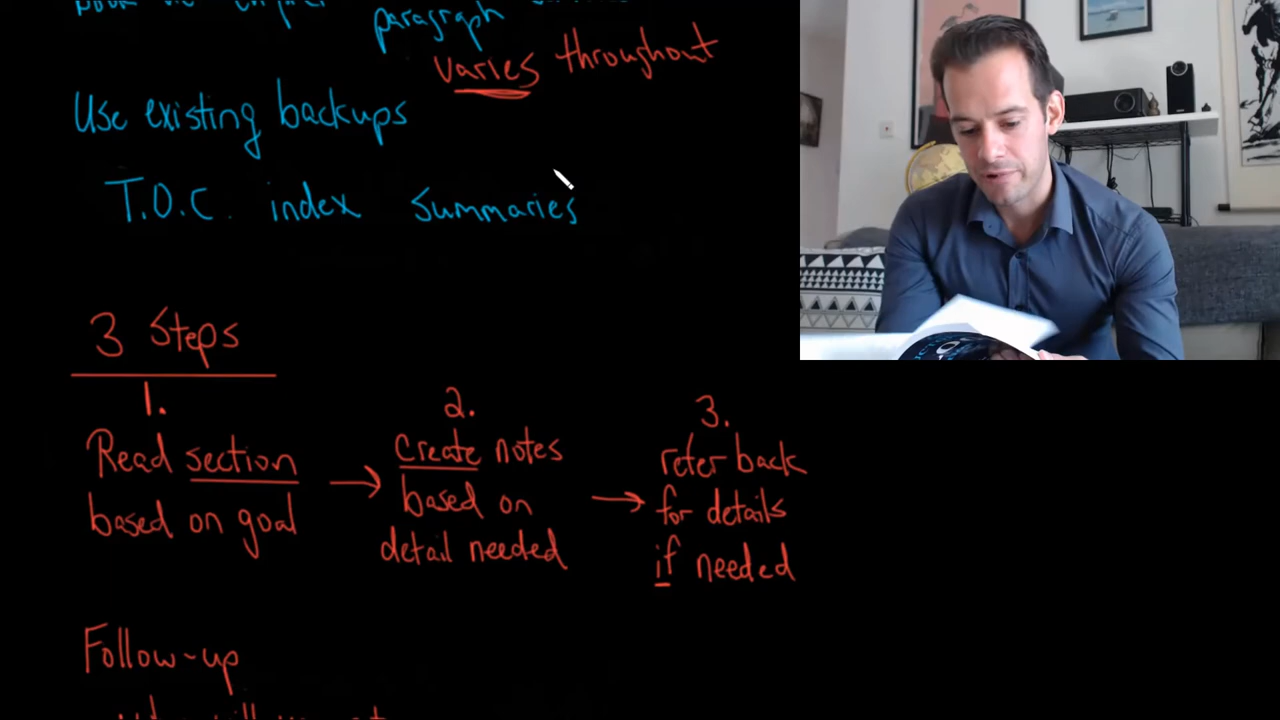 paragraph
varies throughout
Use existing backups
T.O.C. index Summaries
3 Steps
1.
Read section
based on goal
2.
create notes
based on
detail needed
3.
refer back
for details
if needed
Follow-up